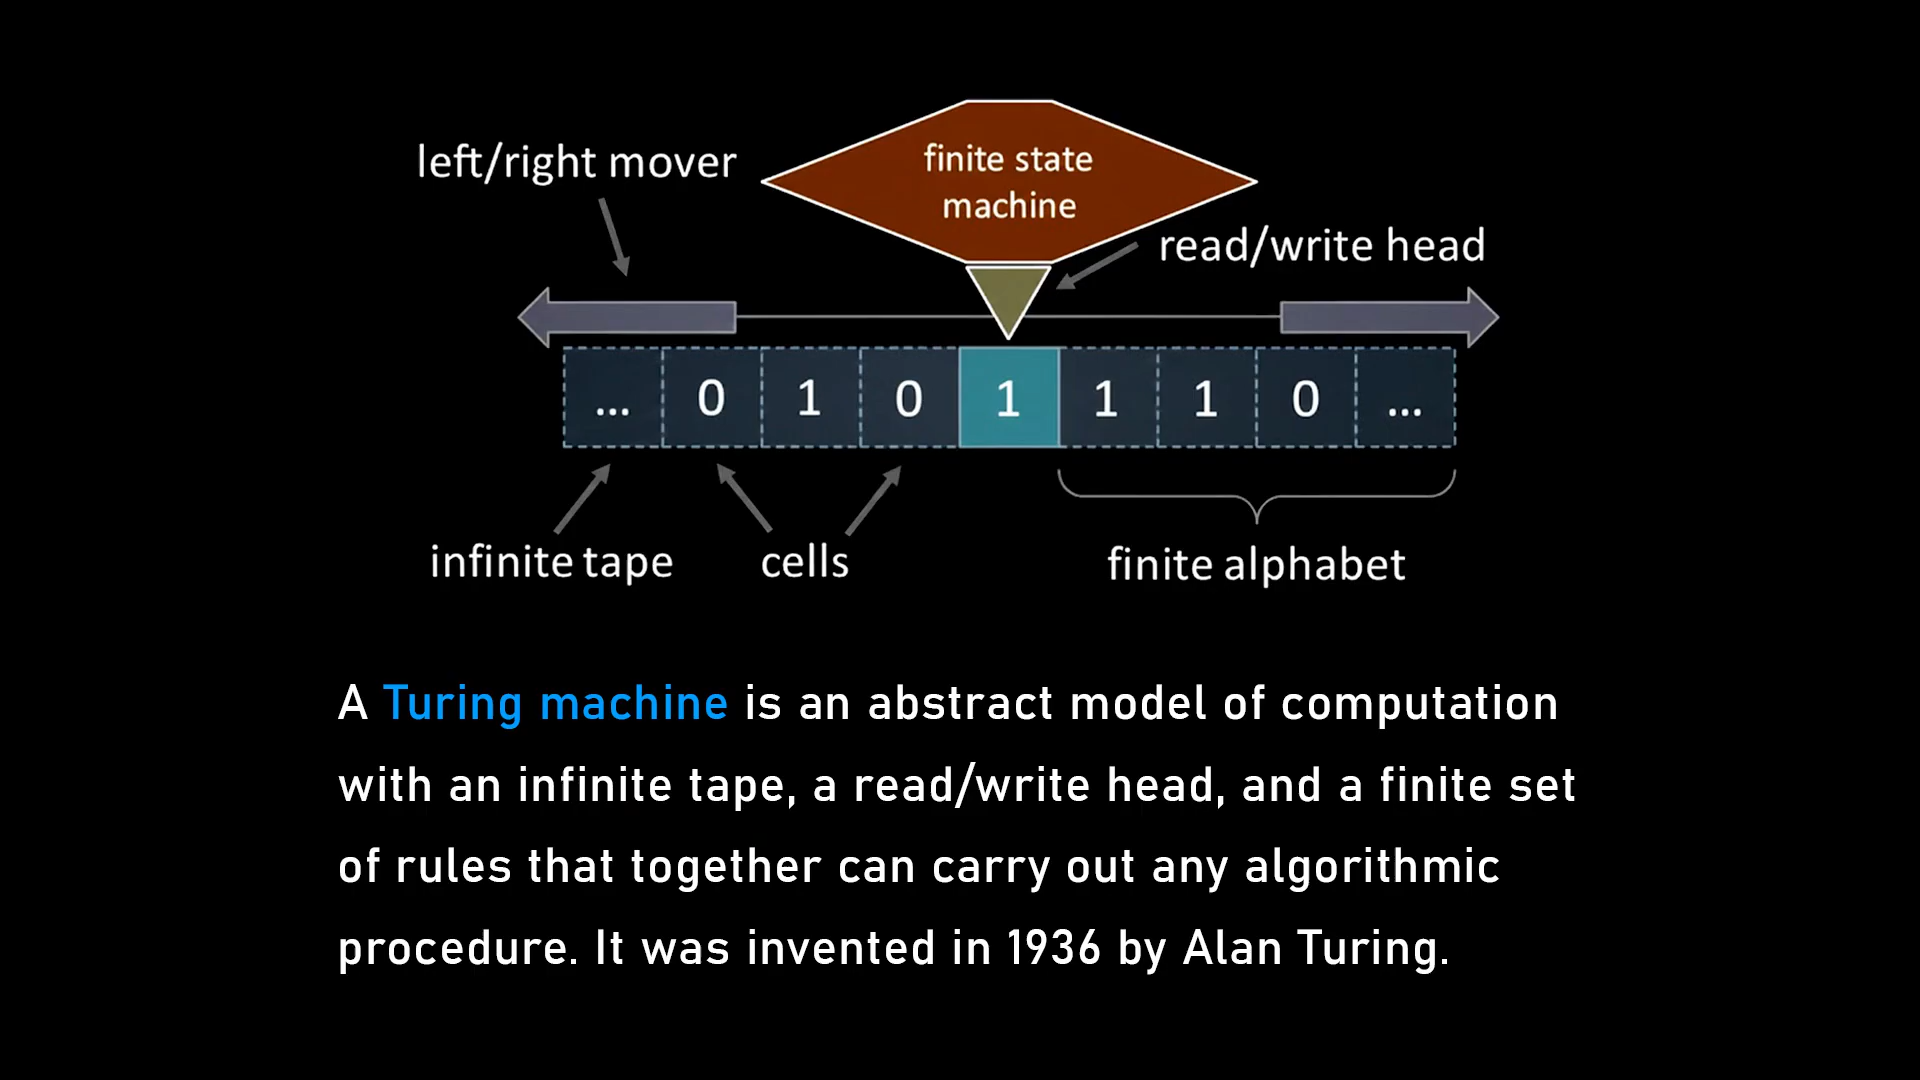 left/right mover
finite state
machine
read/write head
... 0 1 0 1 1 1 0 ...
infinite tape
cells
finite alphabet
A Turing machine is an abstract model of computation
with an infinite tape, a read/write head, and a finite set
of rules that together can carry out any algorithmic
procedure. It was invented in 1936 by Alan Turing.